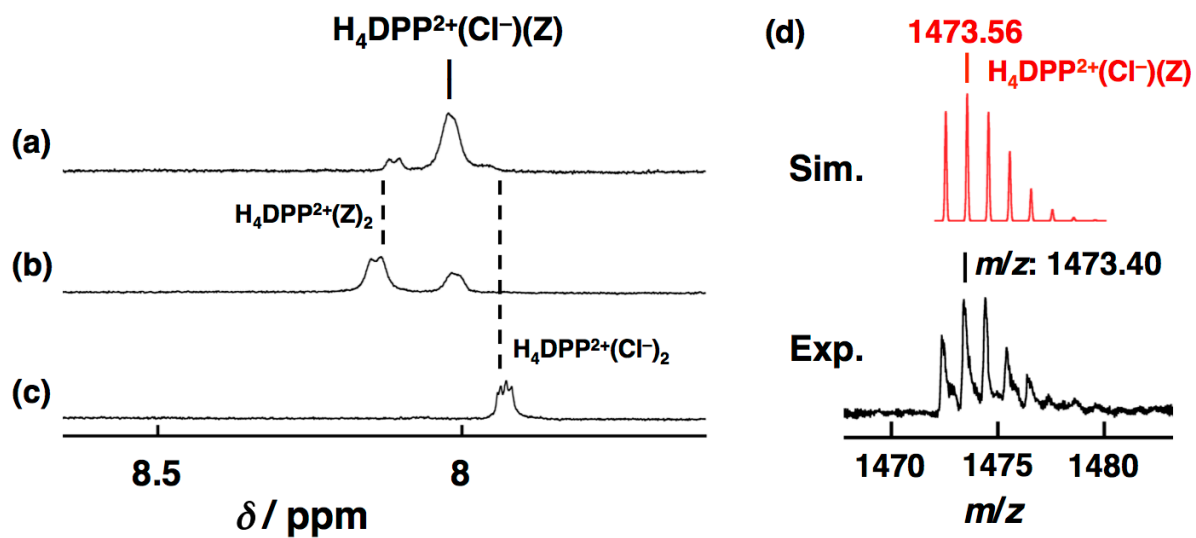 H₄DPP²⁺(Cl⁻)(Z)
(a)
H₄DPP²⁺(Z)₂
(b)
H₄DPP²⁺(Cl⁻)₂
(c)
8.5 8
δ / ppm
(d)
1473.56
H₄DPP²⁺(Cl⁻)(Z)
Sim.
m/z: 1473.40
Exp.
1470 1475 1480
m/z